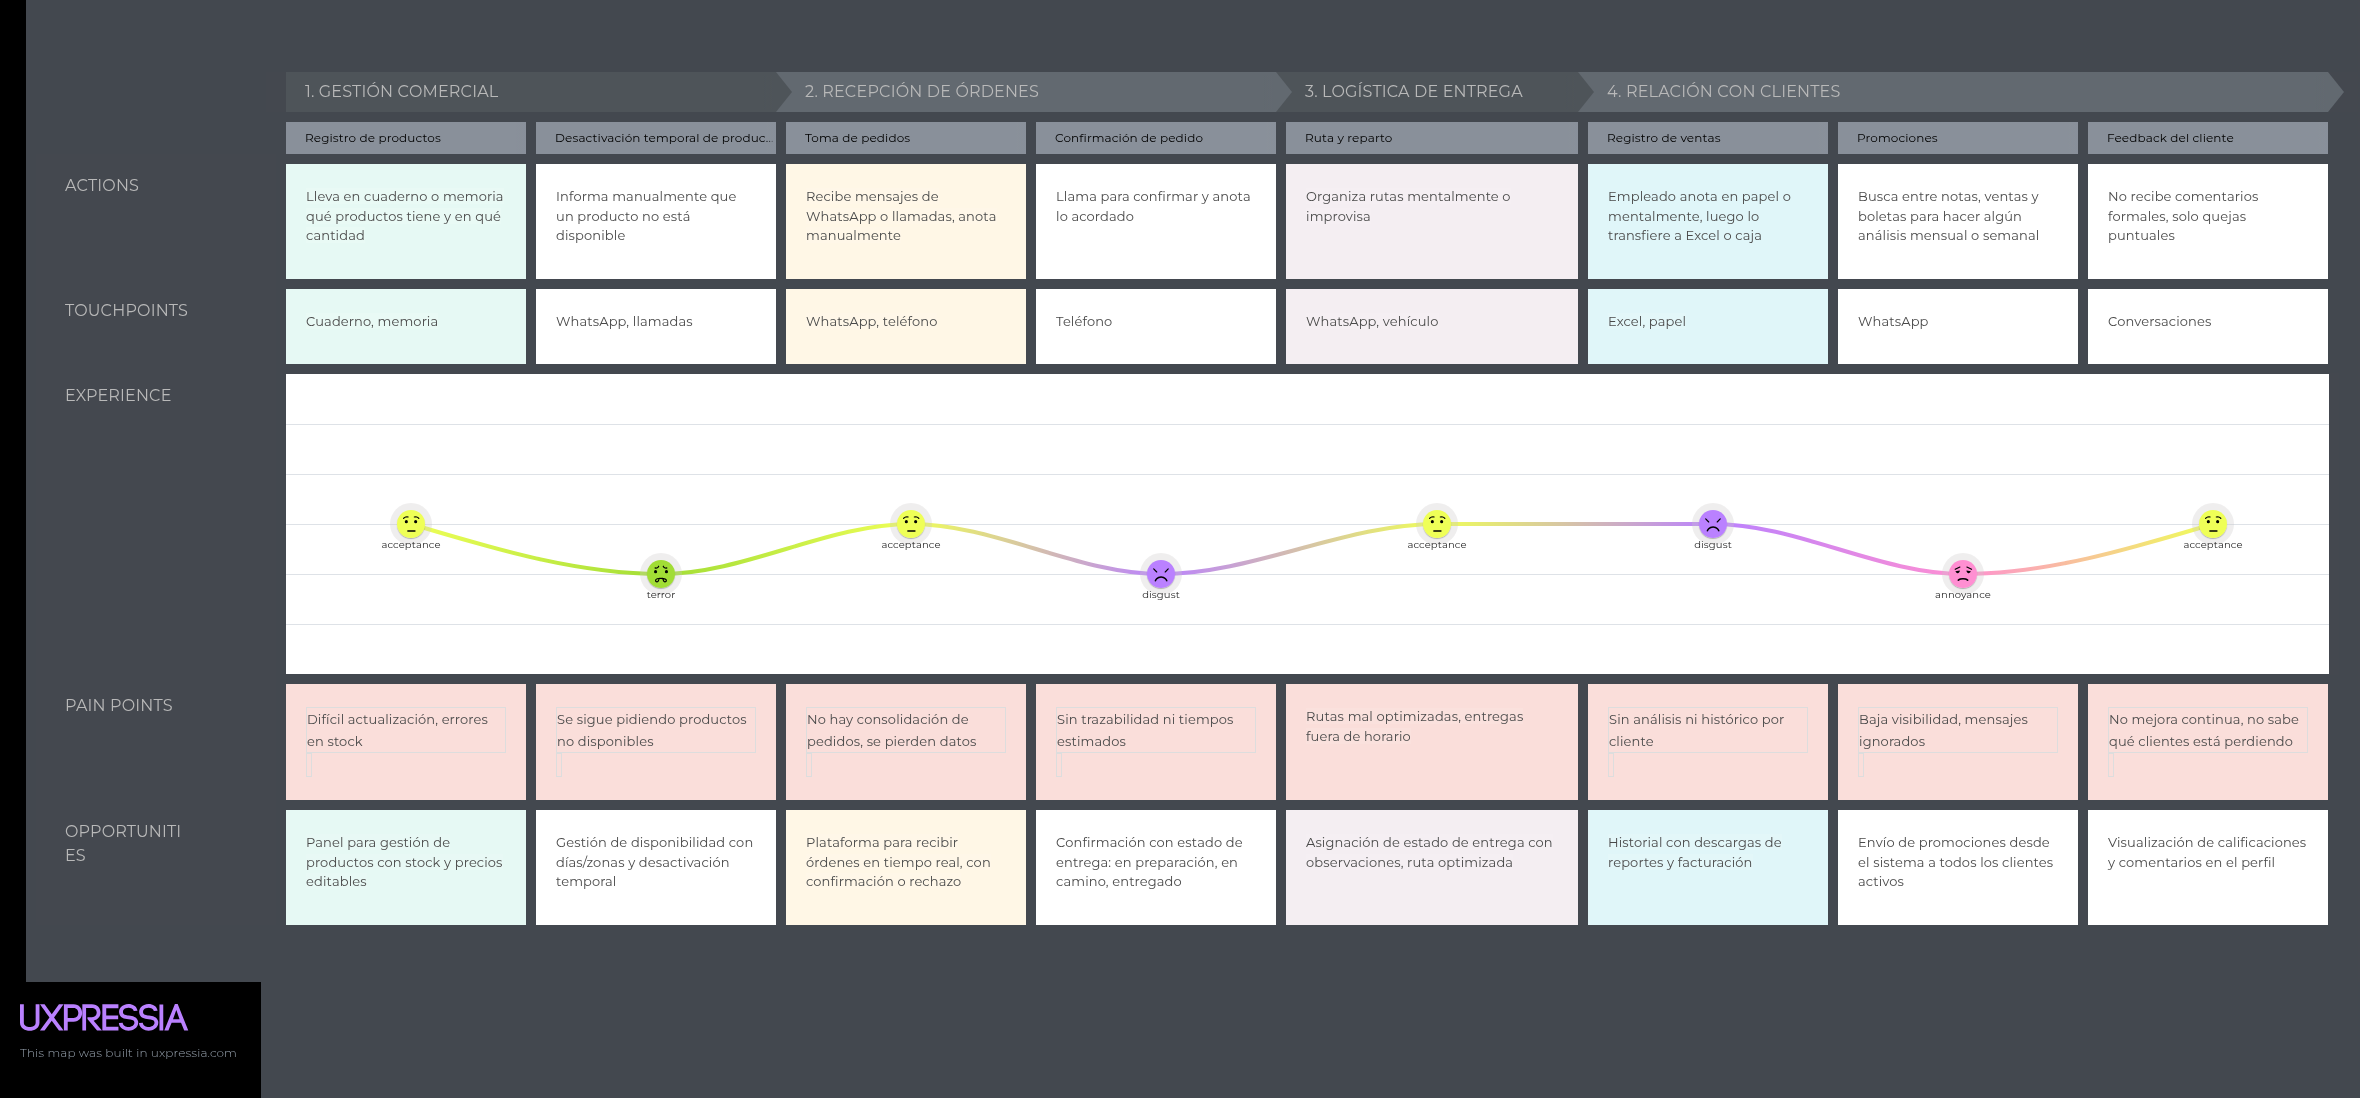 1. GESTIÓN COMERCIAL
2. RECEPCIÓN DE ÓRDENES
3. LOGÍSTICA DE ENTREGA
4. RELACIÓN CON CLIENTES
Registro de productos
Desactivación temporal de produc...
Toma de pedidos
Confirmación de pedido
Ruta y reparto
Registro de ventas
Promociones
Feedback del cliente
ACTIONS
Lleva en cuaderno o memoria
qué productos tiene y en qué
cantidad
Informa manualmente que
un producto no está
disponible
Recibe mensajes de
WhatsApp o llamadas, anota
manualmente
Llama para confirmar y anota
lo acordado
Organiza rutas mentalmente o
improvisa
Empleado anota en papel o
mentalmente, luego lo
transfiere a Excel o caja
Busca entre notas, ventas y
boletas para hacer algún
análisis mensual o semanal
No recibe comentarios
formales, solo quejas
puntuales
TOUCHPOINTS
Cuaderno, memoria
WhatsApp, llamadas
WhatsApp, teléfono
Teléfono
WhatsApp, vehículo
Excel, papel
WhatsApp
Conversaciones
EXPERIENCE
acceptance
terror
acceptance
disgust
acceptance
disgust
annoyance
acceptance
PAIN POINTS
Difícil actualización, errores
en stock
Se sigue pidiendo productos
no disponibles
No hay consolidación de
pedidos, se pierden datos
Sin trazabilidad ni tiempos
estimados
Rutas mal optimizadas, entregas
fuera de horario
Sin análisis ni histórico por
cliente
Baja visibilidad, mensajes
ignorados
No mejora continua, no sabe
qué clientes está perdiendo
OPPORTUNITI
ES
Panel para gestión de
productos con stock y precios
editables
Gestión de disponibilidad con
días/zonas y desactivación
temporal
Plataforma para recibir
órdenes en tiempo real, con
confirmación o rechazo
Confirmación con estado de
entrega: en preparación, en
camino, entregado
Asignación de estado de entrega con
observaciones, ruta optimizada
Historial con descargas de
reportes y facturación
Envío de promociones desde
el sistema a todos los clientes
activos
Visualización de calificaciones
y comentarios en el perfil
UXPRESSIA
This map was built in uxpressia.com